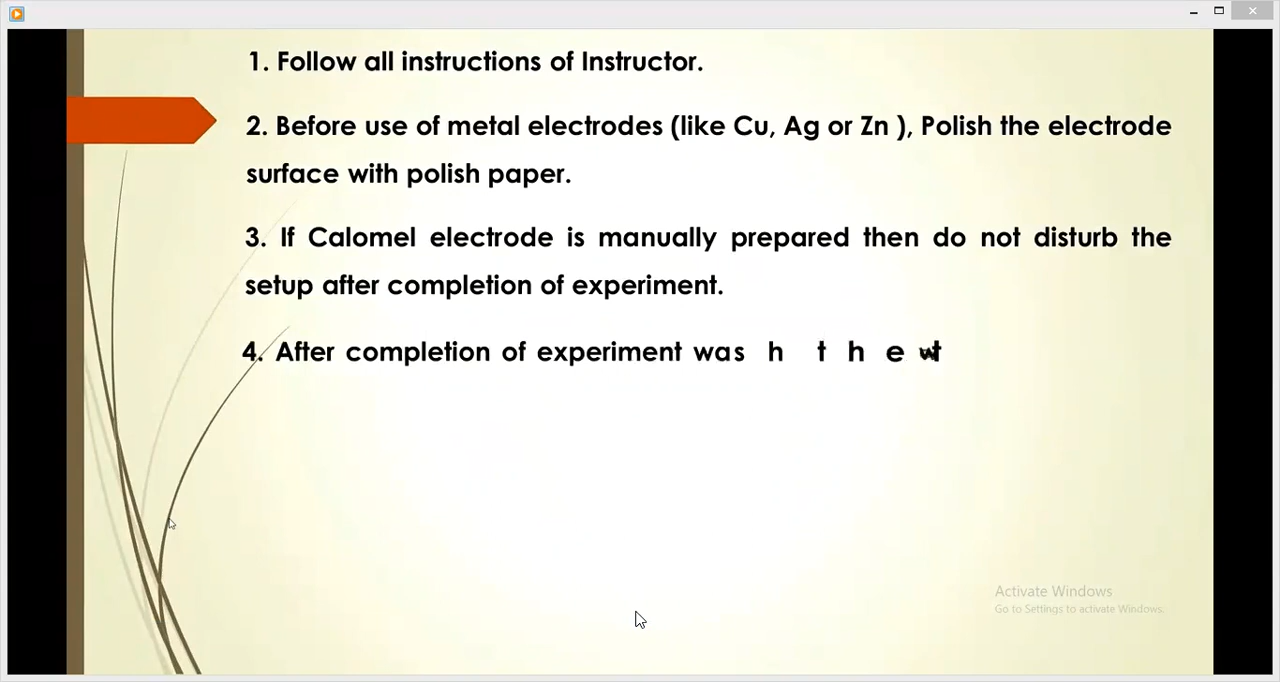 1. Follow all instructions of Instructor.
2. Before use of metal electrodes (like Cu, Ag or Zn ), Polish the electrode
surface with polish paper.
3. If Calomel electrode is manually prepared then do not disturb the
setup after completion of experiment.
4. After completion of experiment was h t h e
Activate Windows
Go to Settings to activate Windows.